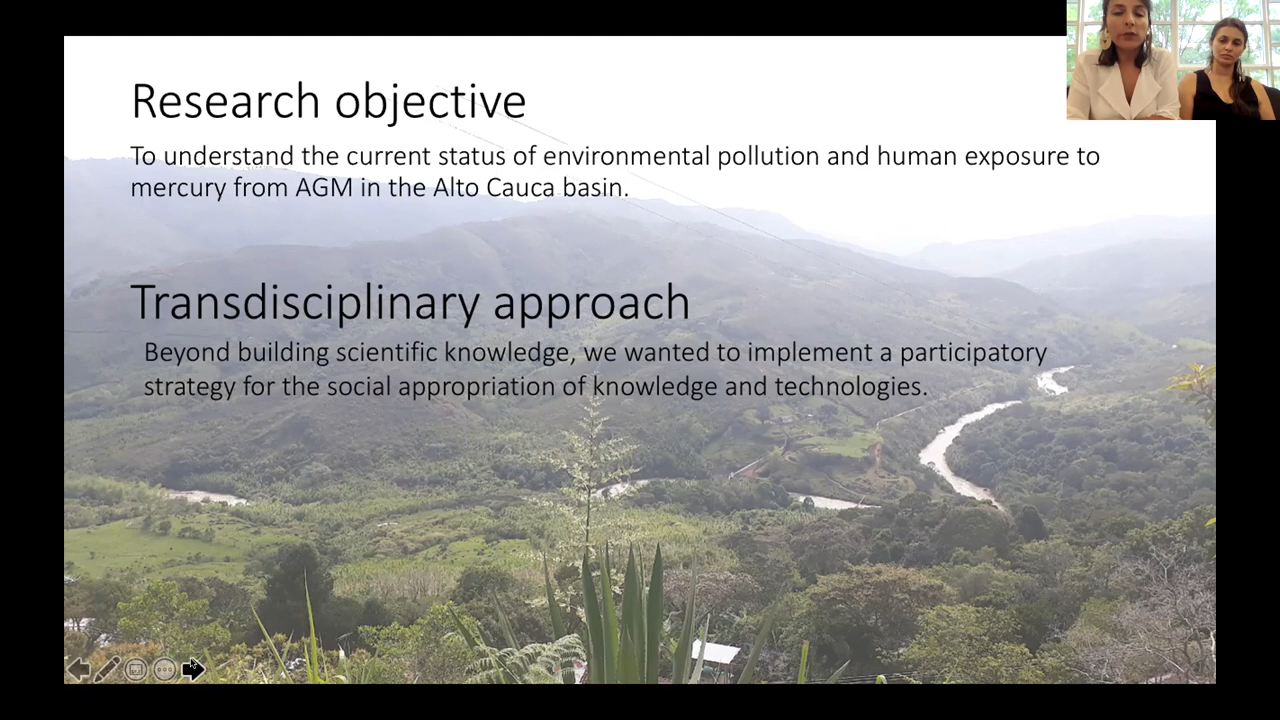 Research objective
To understand the current status of environmental pollution and human exposure to
mercury from AGM in the Alto Cauca basin.
Transdisciplinary approach
Beyond building scientific knowledge, we wanted to implement a participatory
strategy for the social appropriation of knowledge and technologies.